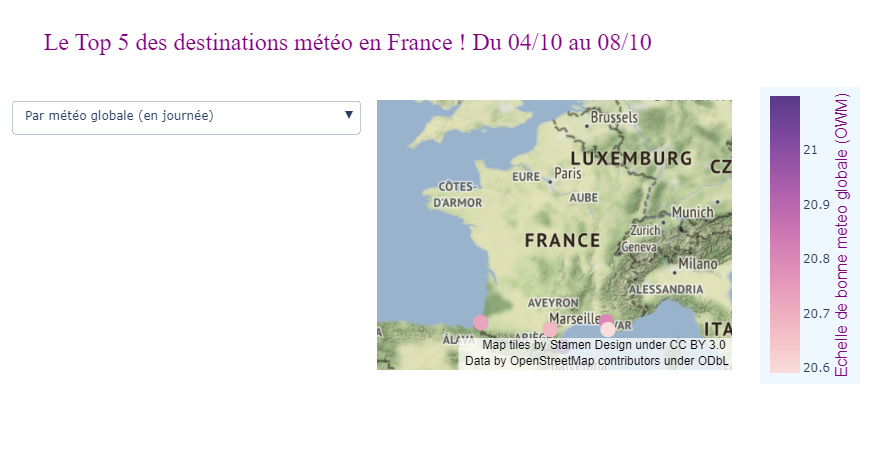 Le Top 5 des destinations météo en France ! Du 04/10 au 08/10
Par météo globale (en journée)
Brussels
LUXEMBURG
CZ
EURE
Paris
CÔTES-
D'ARMOR
AUBE
Munich
FRANCE
Zurich
Geneva
Milano
ALESSANDRIA
AVEYRON
Marseille
VAR
ITA
ÁLAVA
ARIÈGE
Map tiles by Stamen Design under CC BY 3.0
Data by OpenStreetMap contributors under ODbL
Barcelona
21
20.9
20.8
20.7
20.6
Echelle de bonne meteo globale (OWM)